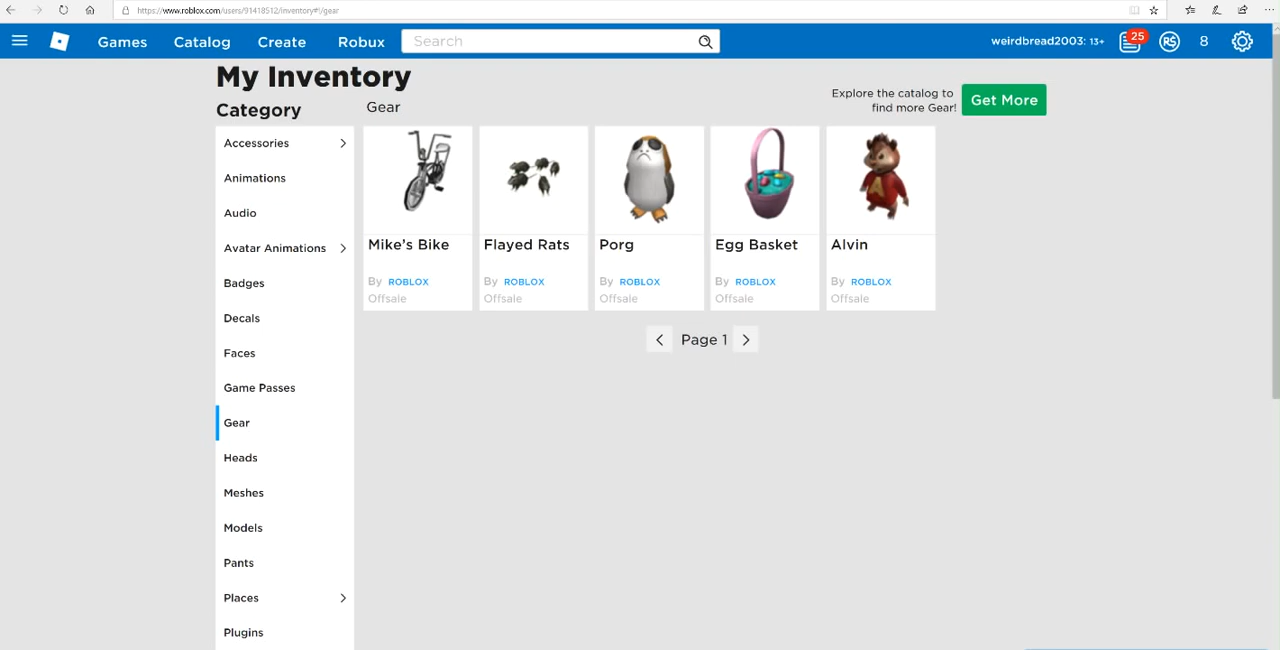 https://www.roblox.com/users/91418512/inventory#!/gear
Games Catalog Create Robux Search weirdbread2003: 13+ 25 R$ 8
My Inventory
Category
Gear
Explore the catalog to
find more Gear!
Get More
Accessories
Animations
Audio
Avatar Animations
Badges
Decals
Faces
Game Passes
Gear
Heads
Meshes
Models
Pants
Places
Plugins
Mike's Bike
By ROBLOX
Offsale
Flayed Rats
By ROBLOX
Offsale
Porg
By ROBLOX
Offsale
Egg Basket
By ROBLOX
Offsale
A
Alvin
By ROBLOX
Offsale
Page 1